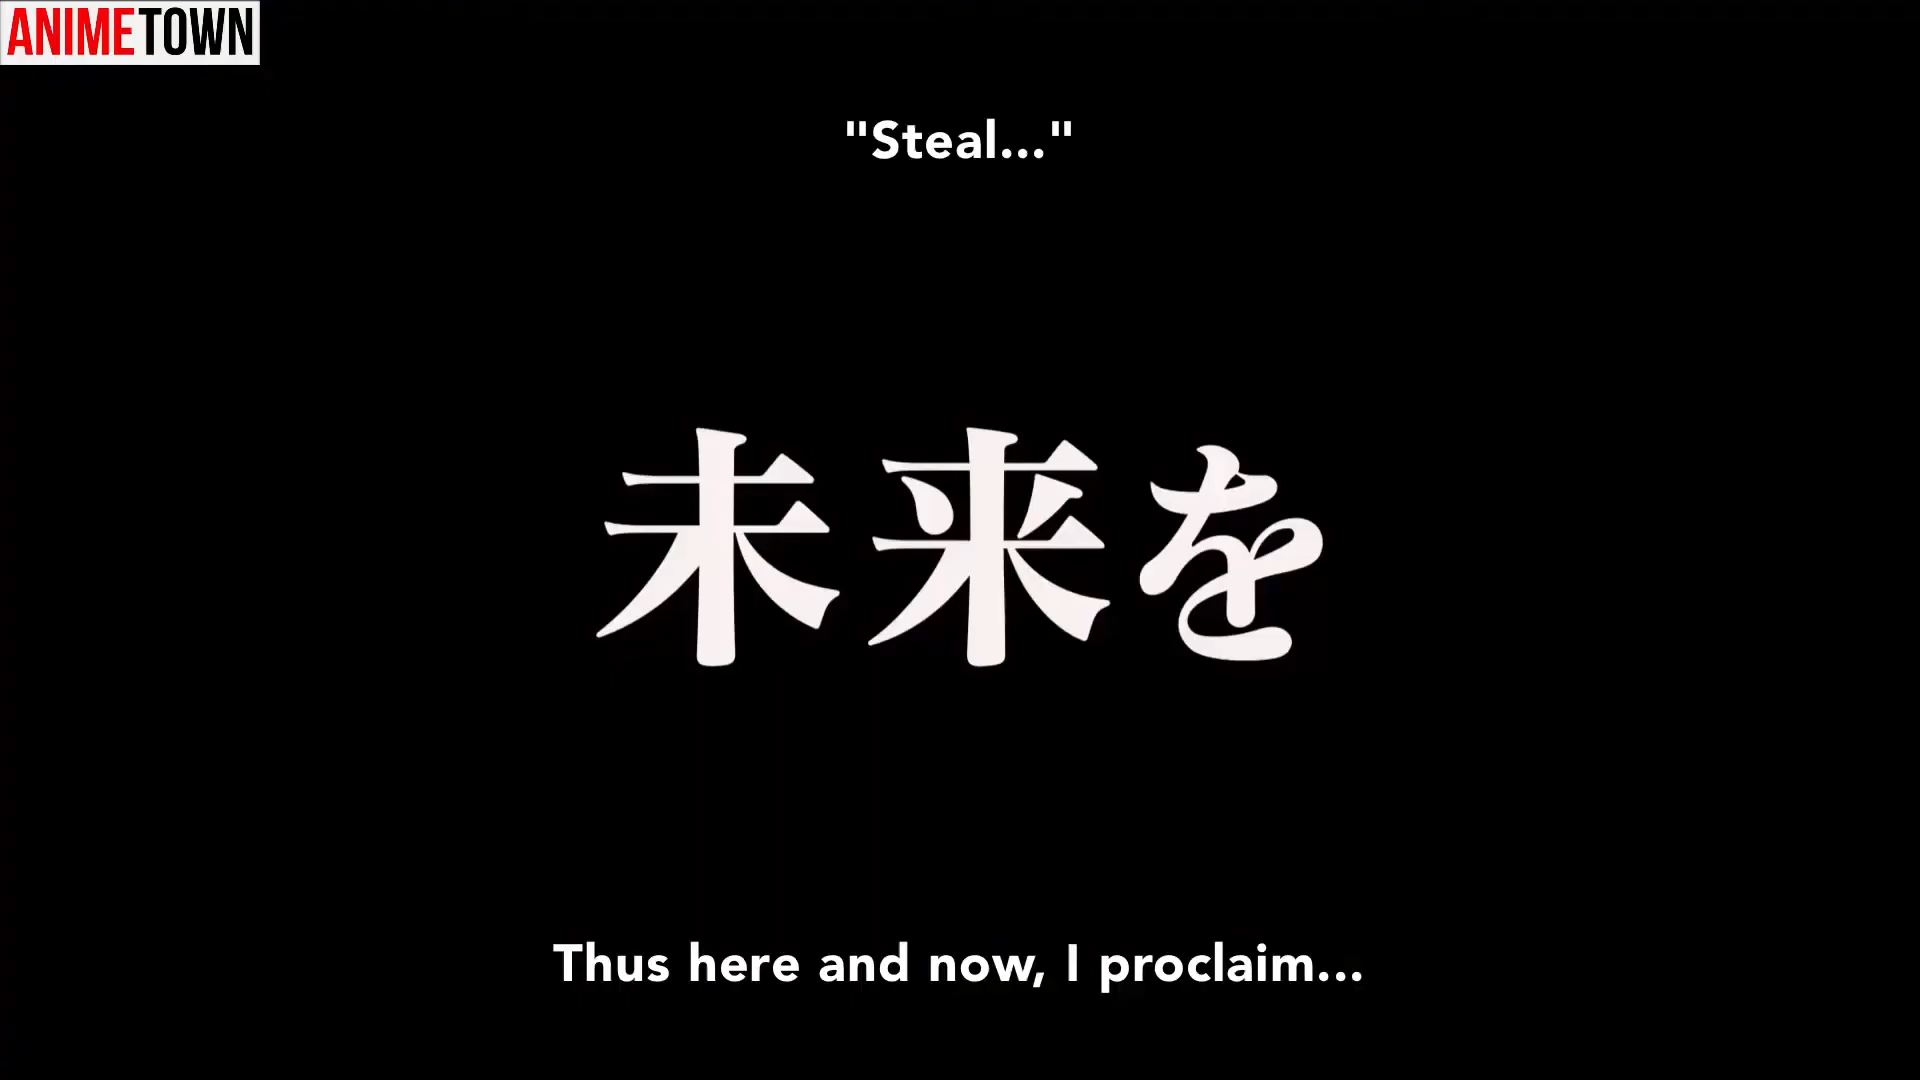 ANIMETOWN
"Steal..."
未来を
Thus here and now, I proclaim...